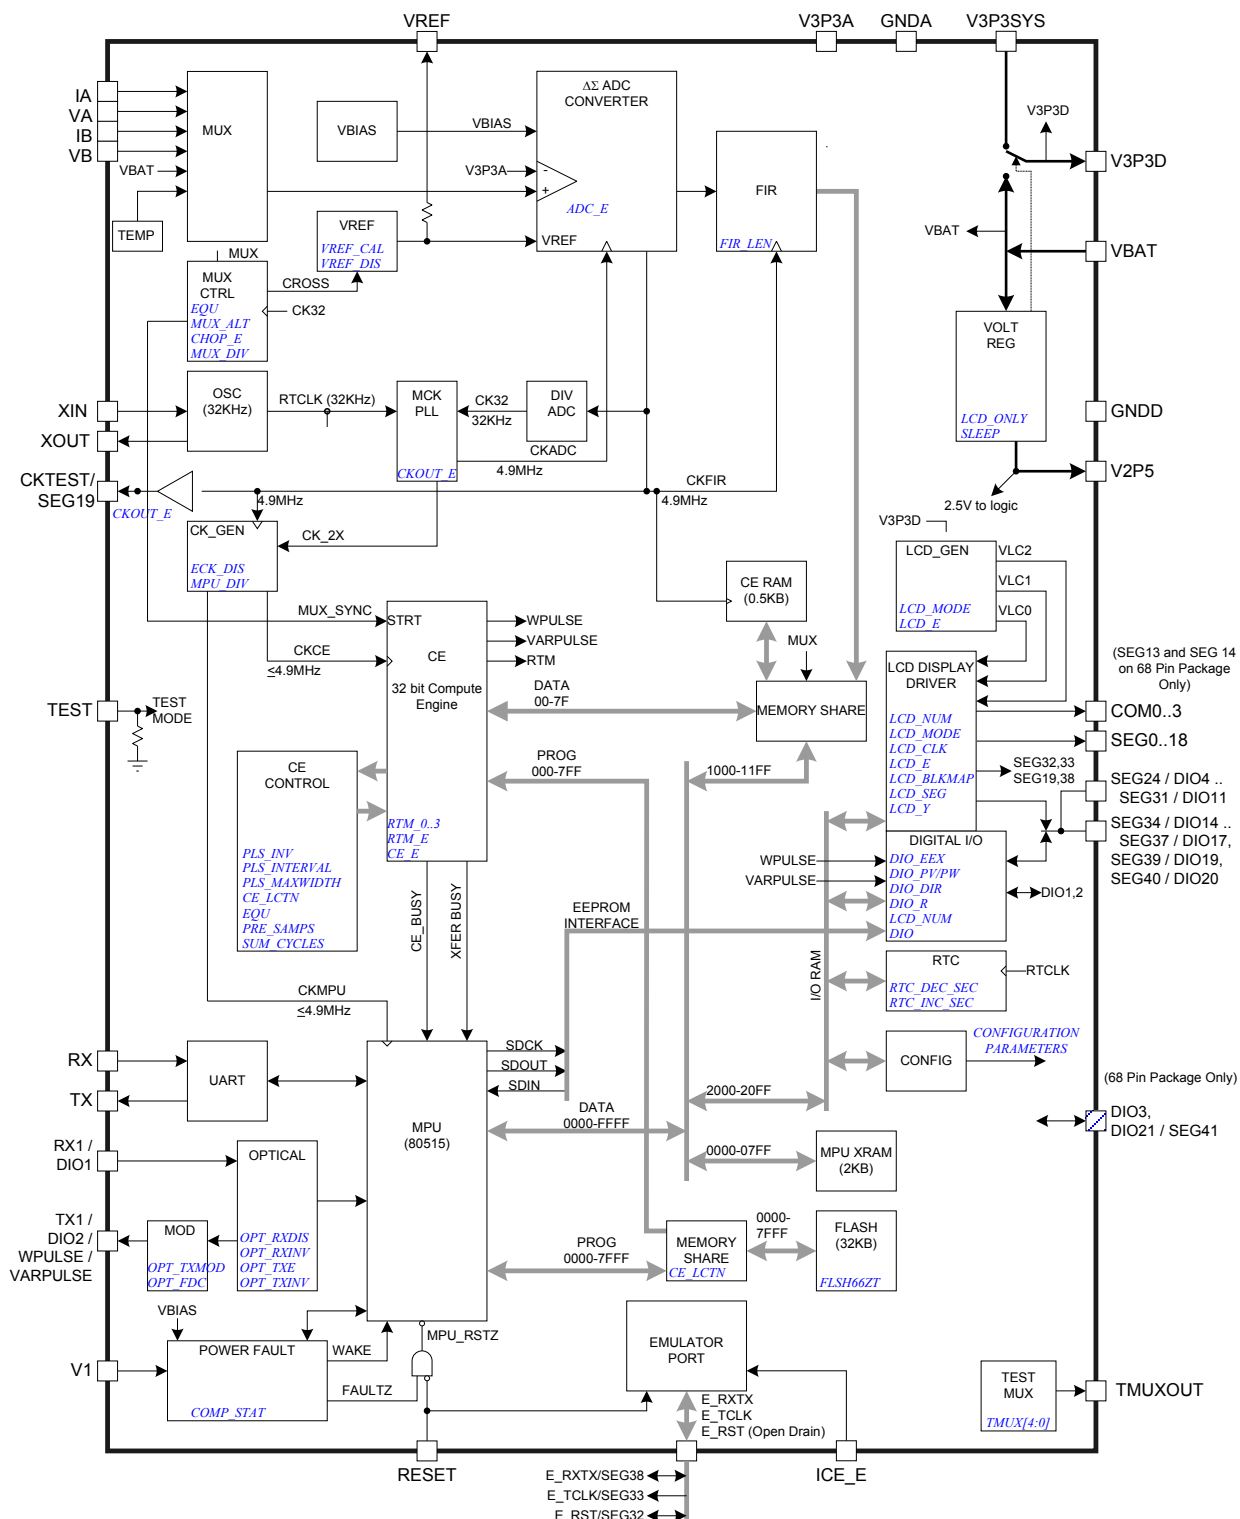 VREF
V3P3A
GNDA
V3P3SYS
IA
VA
IB
VB
VBAT
TEMP
MUX
VBIAS
VBIAS
ΔΣ ADC
CONVERTER
V3P3A
-
+
ADC_E
VREF
FIR
FIR_LEN
V3P3D
V3P3D
VBAT
VBAT
VREF
VREF_CAL
VREF_DIS
MUX
MUX
CTRL
EQU
MUX_ALT
CHOP_E
MUX_DIV
CROSS
CK32
VOLT
REG
LCD_ONLY
SLEEP
GNDD
V2P5
2.5V to logic
XIN
XOUT
OSC
(32KHz)
RTCLK (32KHz)
MCK
PLL
CKOUT_E
CK32
32KHz
DIV
ADC
CKADC
4.9MHz
CKFIR
4.9MHz
CKTEST/
SEG19
CKOUT_E
4.9MHz
CK_GEN
ECK_DIS
MPU_DIV
CK_2X
V3P3D
LCD_GEN
LCD_MODE
LCD_E
VLC2
VLC1
VLC0
CE RAM
(0.5KB)
MUX_SYNC
STRT
CE
32 bit Compute
Engine
RTM_0..3
RTM_E
CE_E
CKCE
≤4.9MHz
WPULSE
VARPULSE
RTM
DATA
00-7F
MUX
MEMORY SHARE
(SEG13 and SEG 14
on 68 Pin Package
Only)
LCD DISPLAY
DRIVER
LCD_NUM
LCD_MODE
LCD_CLK
LCD_E
LCD_BLKMAP
LCD_SEG
LCD_Y
COM0..3
SEG0..18
SEG32,33
SEG19,38
SEG24 / DIO4 ..
SEG31 / DIO11
SEG34 / DIO14 ..
SEG37 / DIO17,
SEG39 / DIO19,
SEG40 / DIO20
TEST
TEST
MODE
CE
CONTROL
PLS_INV
PLS_INTERVAL
PLS_MAXWIDTH
CE_LCTN
EQU
PRE_SAMPS
SUM_CYCLES
PROG
000-7FF
1000-11FF
DIGITAL I/O
DIO_EEX
DIO_PV/PW
DIO_DIR
DIO_R
LCD_NUM
DIO
WPULSE
VARPULSE
DIO1,2
CE_BUSY
XFER BUSY
EEPROM
INTERFACE
I/O RAM
RTC
RTC_DEC_SEC
RTC_INC_SEC
RTCLK
CKMPU
≤4.9MHz
RX
TX
UART
MPU
(80515)
SDCK
SDOUT
SDIN
DATA
0000-FFFF
2000-20FF
CONFIG
CONFIGURATION
PARAMETERS
(68 Pin Package Only)
DIO3,
DIO21 / SEG41
RX1 /
DIO1
OPTICAL
OPT_RXDIS
OPT_RXINV
OPT_TXE
OPT_TXINV
0000-07FF
MPU XRAM
(2KB)
TX1 /
DIO2 /
WPULSE /
VARPULSE
MOD
OPT_TXMOD
OPT_FDC
PROG
0000-7FFF
MEMORY
SHARE
CE_LCTN
0000-
7FFF
FLASH
(32KB)
FLSH66ZT
VBIAS
V1
POWER FAULT
COMP_STAT
WAKE
FAULTZ
MPU_RSTZ
EMULATOR
PORT
E_RXTX
E_TCLK
E_RST (Open Drain)
TEST
MUX
TMUX[4:0]
TMUXOUT
RESET
ICE_E
E_RXTX/SEG38
E_TCLK/SEG33
E_RST/SEG32